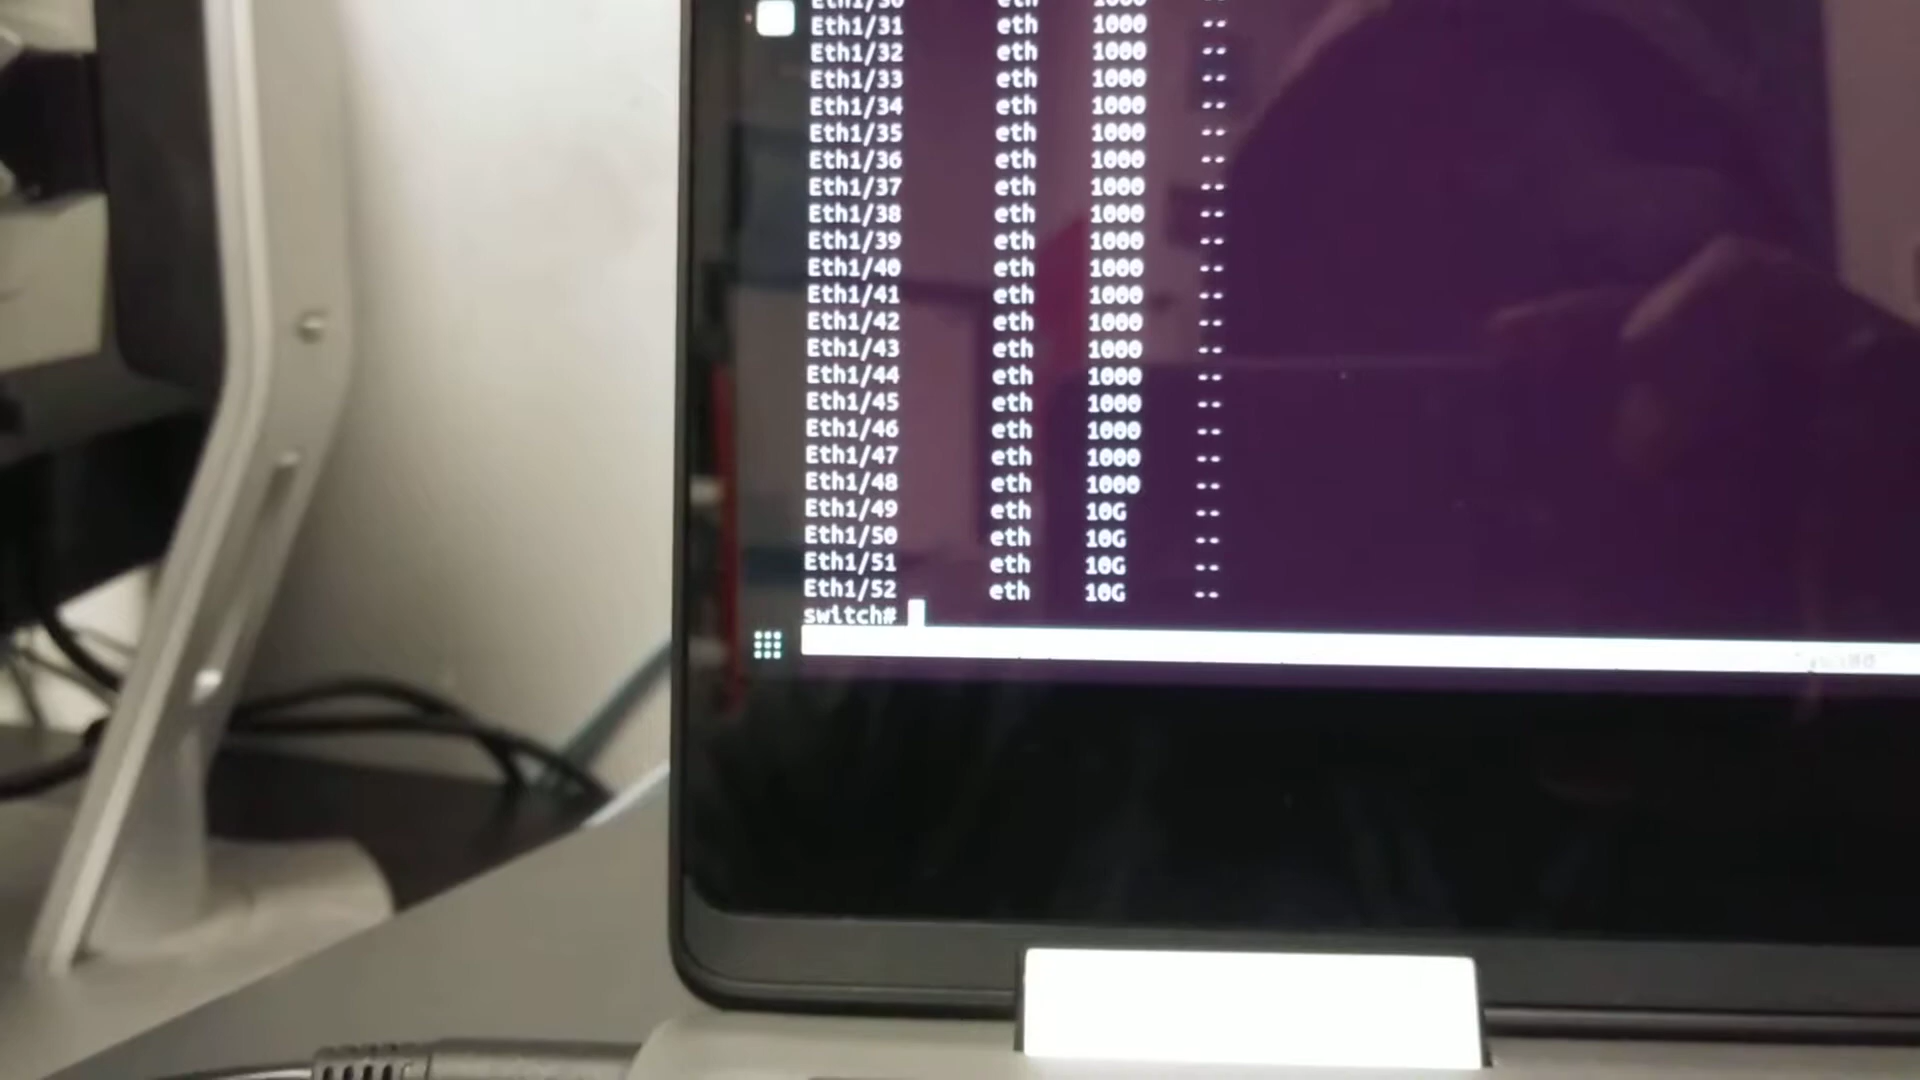 Eth1/30 eth 1000 --
Eth1/31 eth 1000 --
Eth1/32 eth 1000 --
Eth1/33 eth 1000 --
Eth1/34 eth 1000 --
Eth1/35 eth 1000 --
Eth1/36 eth 1000 --
Eth1/37 eth 1000 --
Eth1/38 eth 1000 --
Eth1/39 eth 1000 --
Eth1/40 eth 1000 --
Eth1/41 eth 1000 --
Eth1/42 eth 1000 --
Eth1/43 eth 1000 --
Eth1/44 eth 1000 --
Eth1/45 eth 1000 --
Eth1/46 eth 1000 --
Eth1/47 eth 1000 --
Eth1/48 eth 1000 --
Eth1/49 eth 10G --
Eth1/50 eth 10G --
Eth1/51 eth 10G --
Eth1/52 eth 10G --
switch#